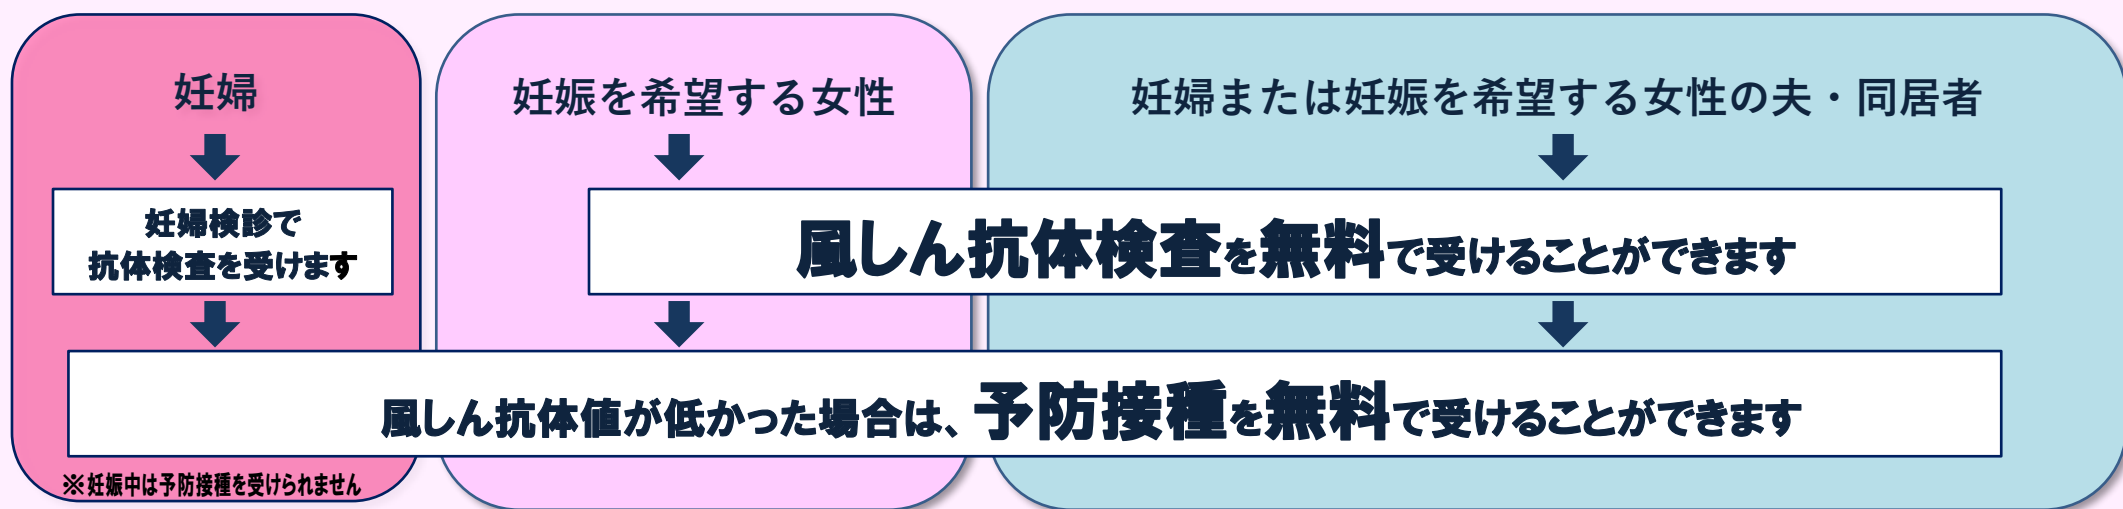 妊婦
妊婦検診で
抗体検査を受けます
妊娠を希望する女性
妊婦または妊娠を希望する女性の夫・同居者
風しん抗体検査を無料で受けることができます
風しん抗体値が低かった場合は、予防接種を無料で受けることができます
※妊娠中は予防接種を受けられません